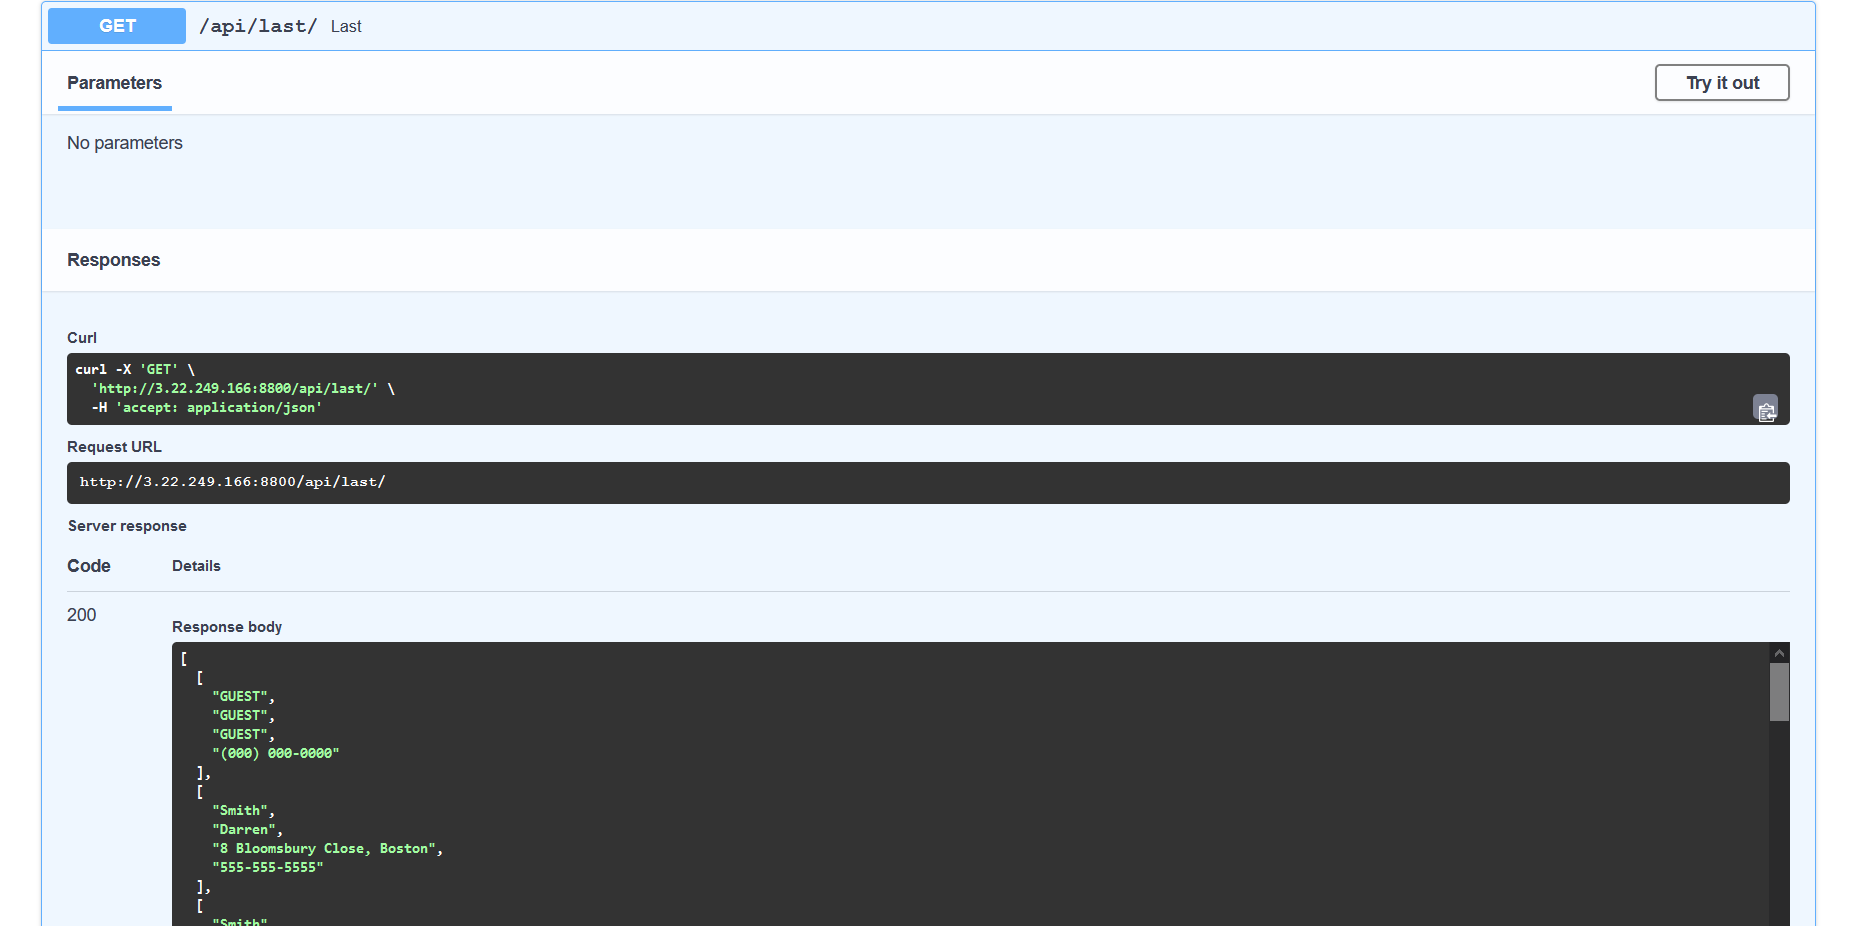 GET /api/last/ Last
Parameters
Try it out
No parameters
Responses
Curl
curl -X 'GET' \
  'http://3.22.249.166:8800/api/last/' \
  -H 'accept: application/json'
Request URL
http://3.22.249.166:8800/api/last/
Server response
Code Details
200
Response body
[
  [
    "GUEST",
    "GUEST",
    "GUEST",
    "(000) 000-0000"
  ],
  [
    "Smith",
    "Darren",
    "8 Bloomsbury Close, Boston",
    "555-555-5555"
  ],
  [
    "Smith"